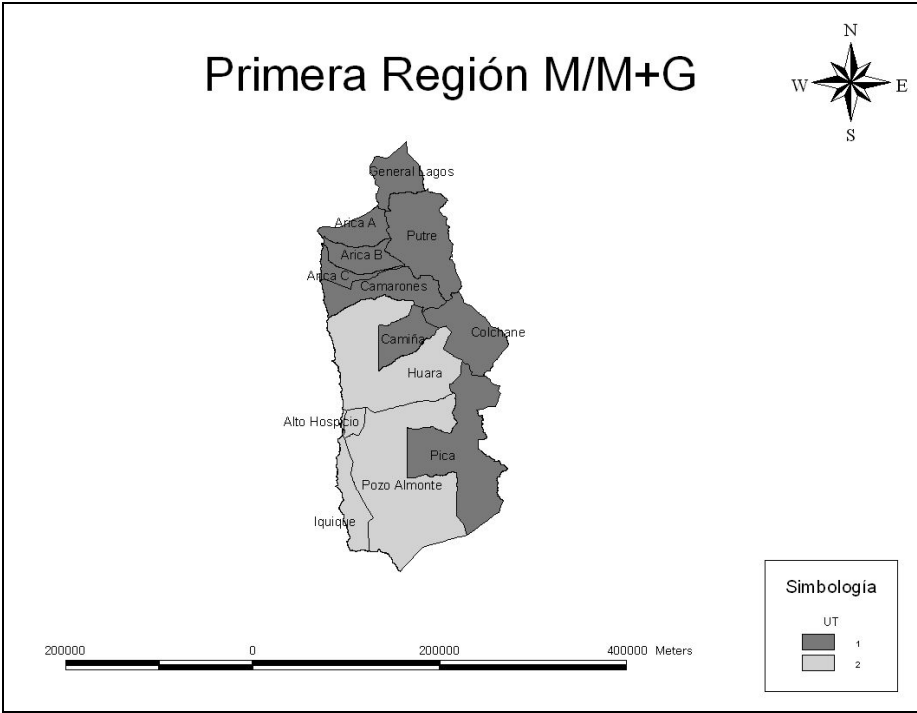 Primera Región M/M+G
N
W E
S
General Lagos
Arica A
Putre
Arica B
Arica C
Camarones
Colchane
Camiña
Huara
Alto Hospicio
Pica
Pozo Almonte
Iquique
Simbología
UT
1
2
200000 0 200000 400000 Meters